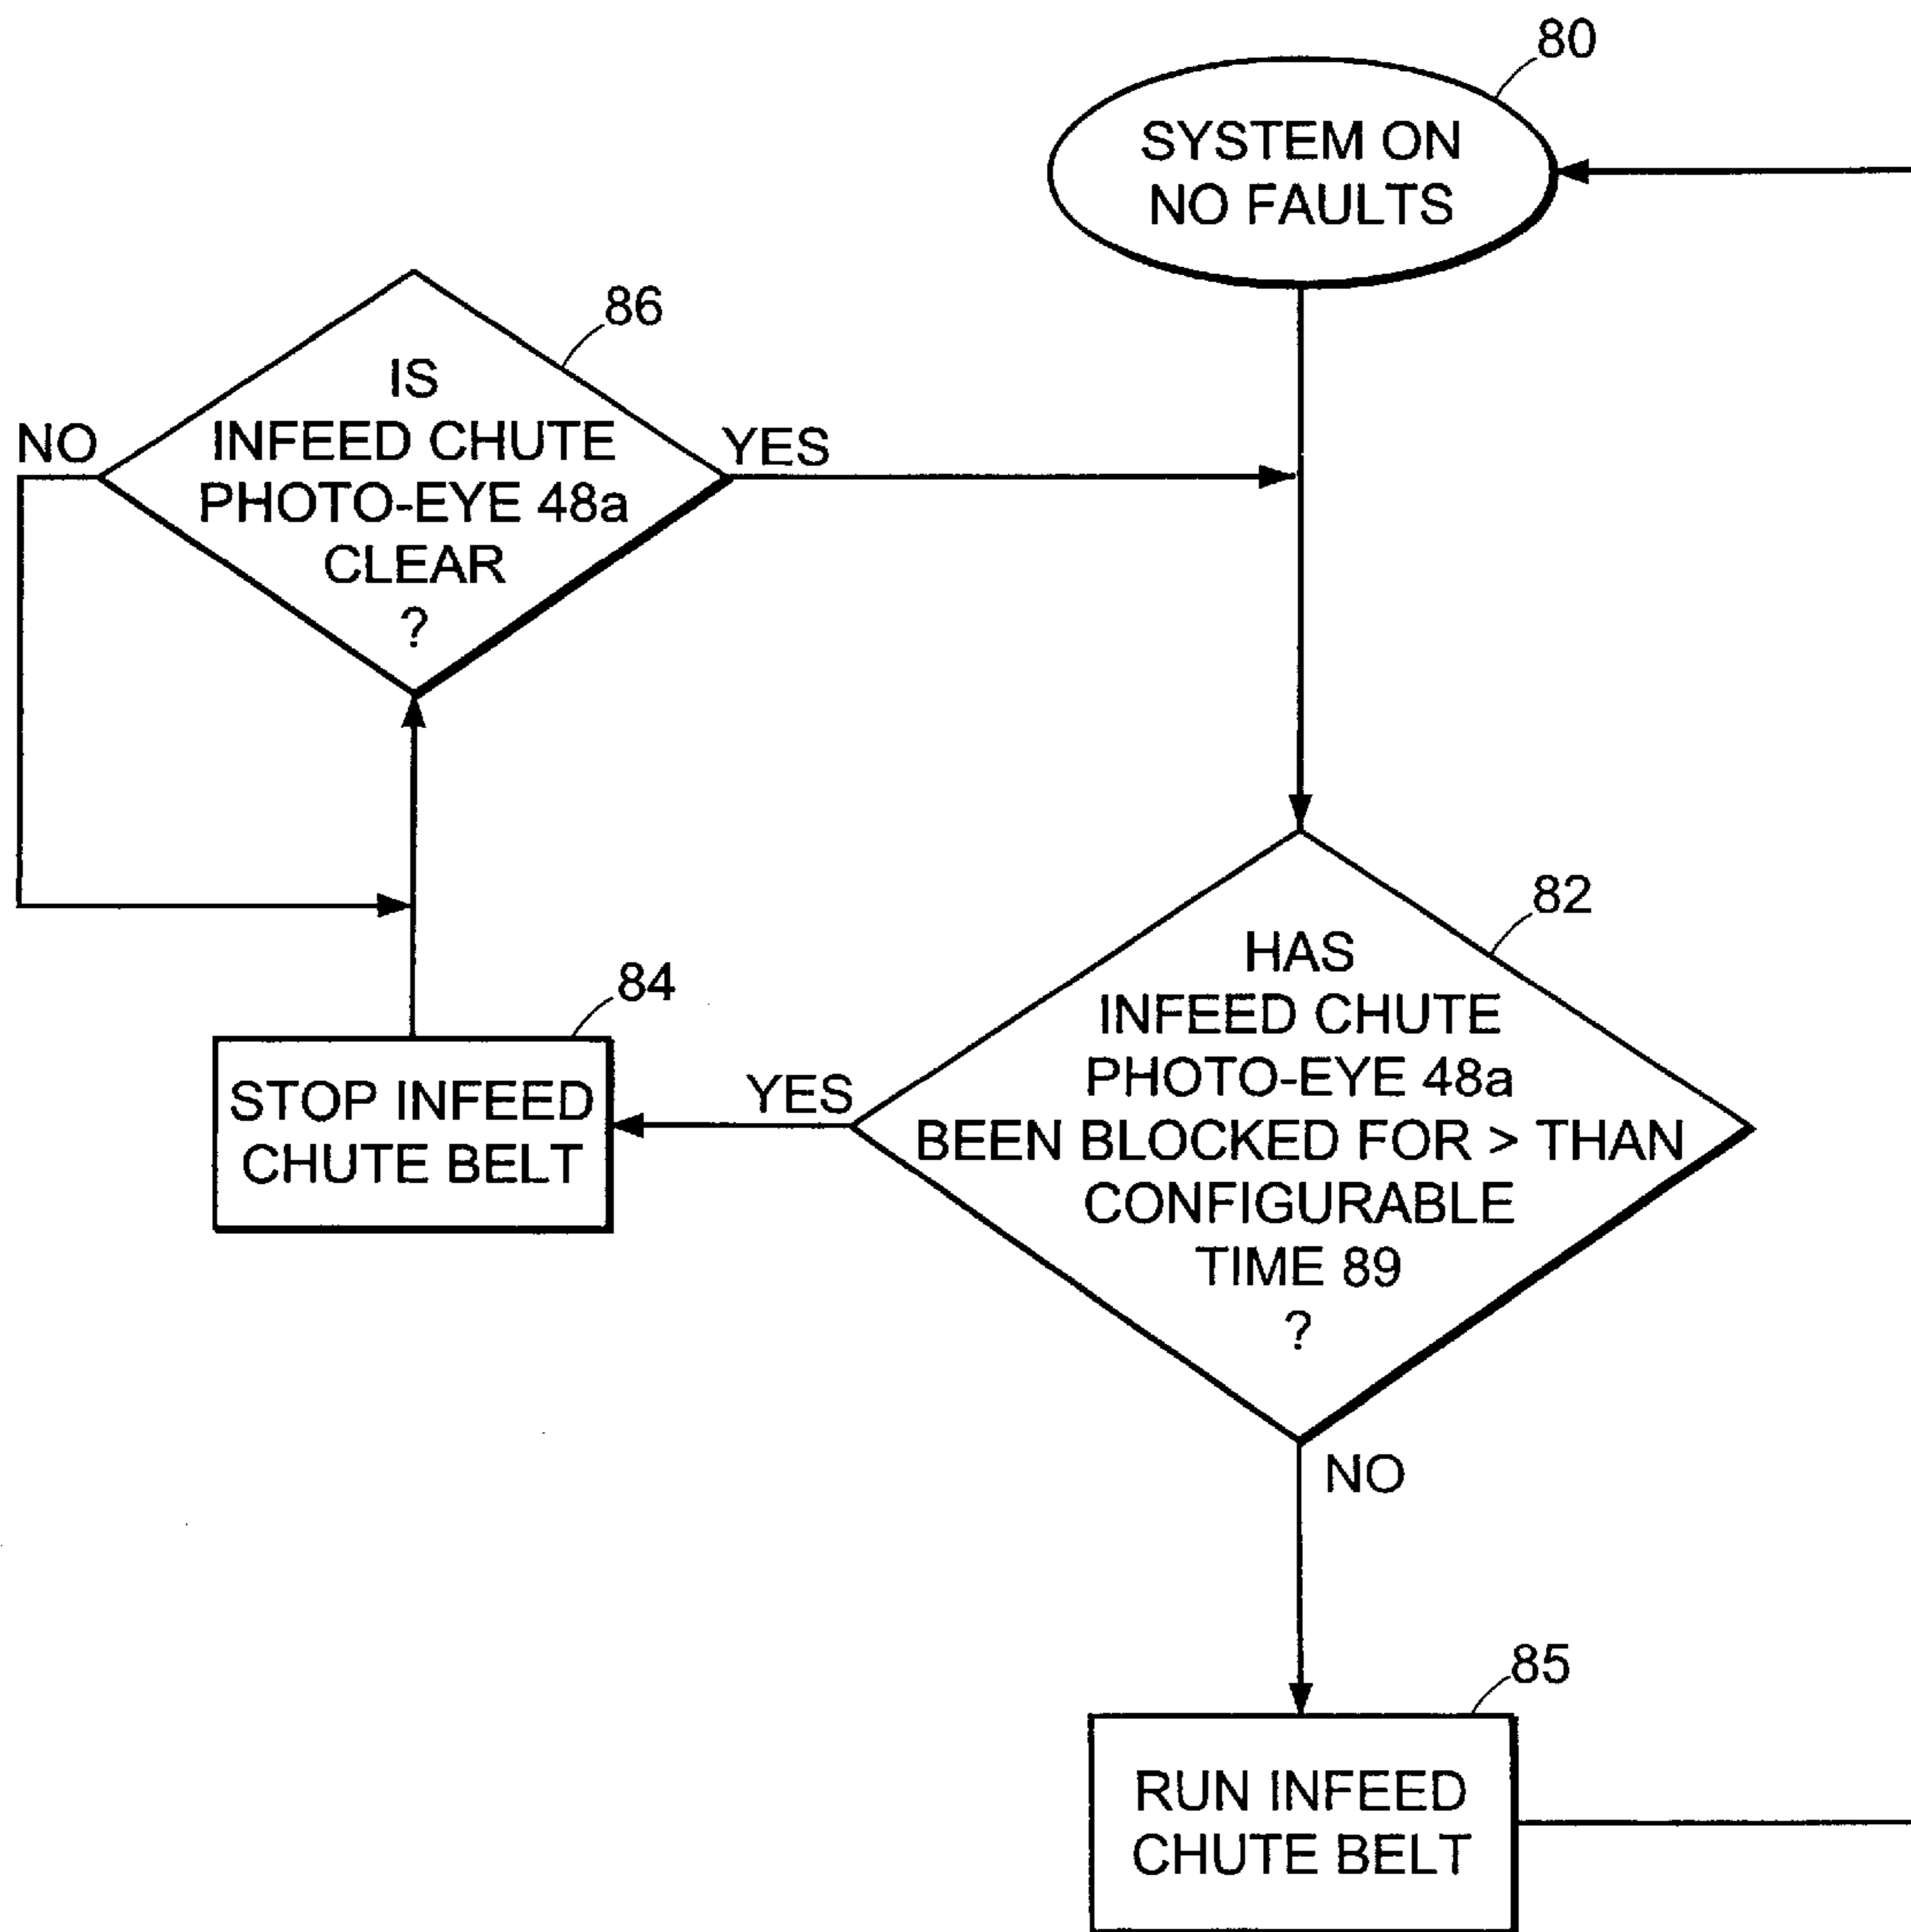 80
SYSTEM ON
NO FAULTS
86
IS
INFEED CHUTE
PHOTO-EYE 48a
CLEAR
?
NO
YES
82
HAS
INFEED CHUTE
PHOTO-EYE 48a
BEEN BLOCKED FOR > THAN
CONFIGURABLE
TIME 89
?
84
STOP INFEED
CHUTE BELT
YES
NO
85
RUN INFEED
CHUTE BELT